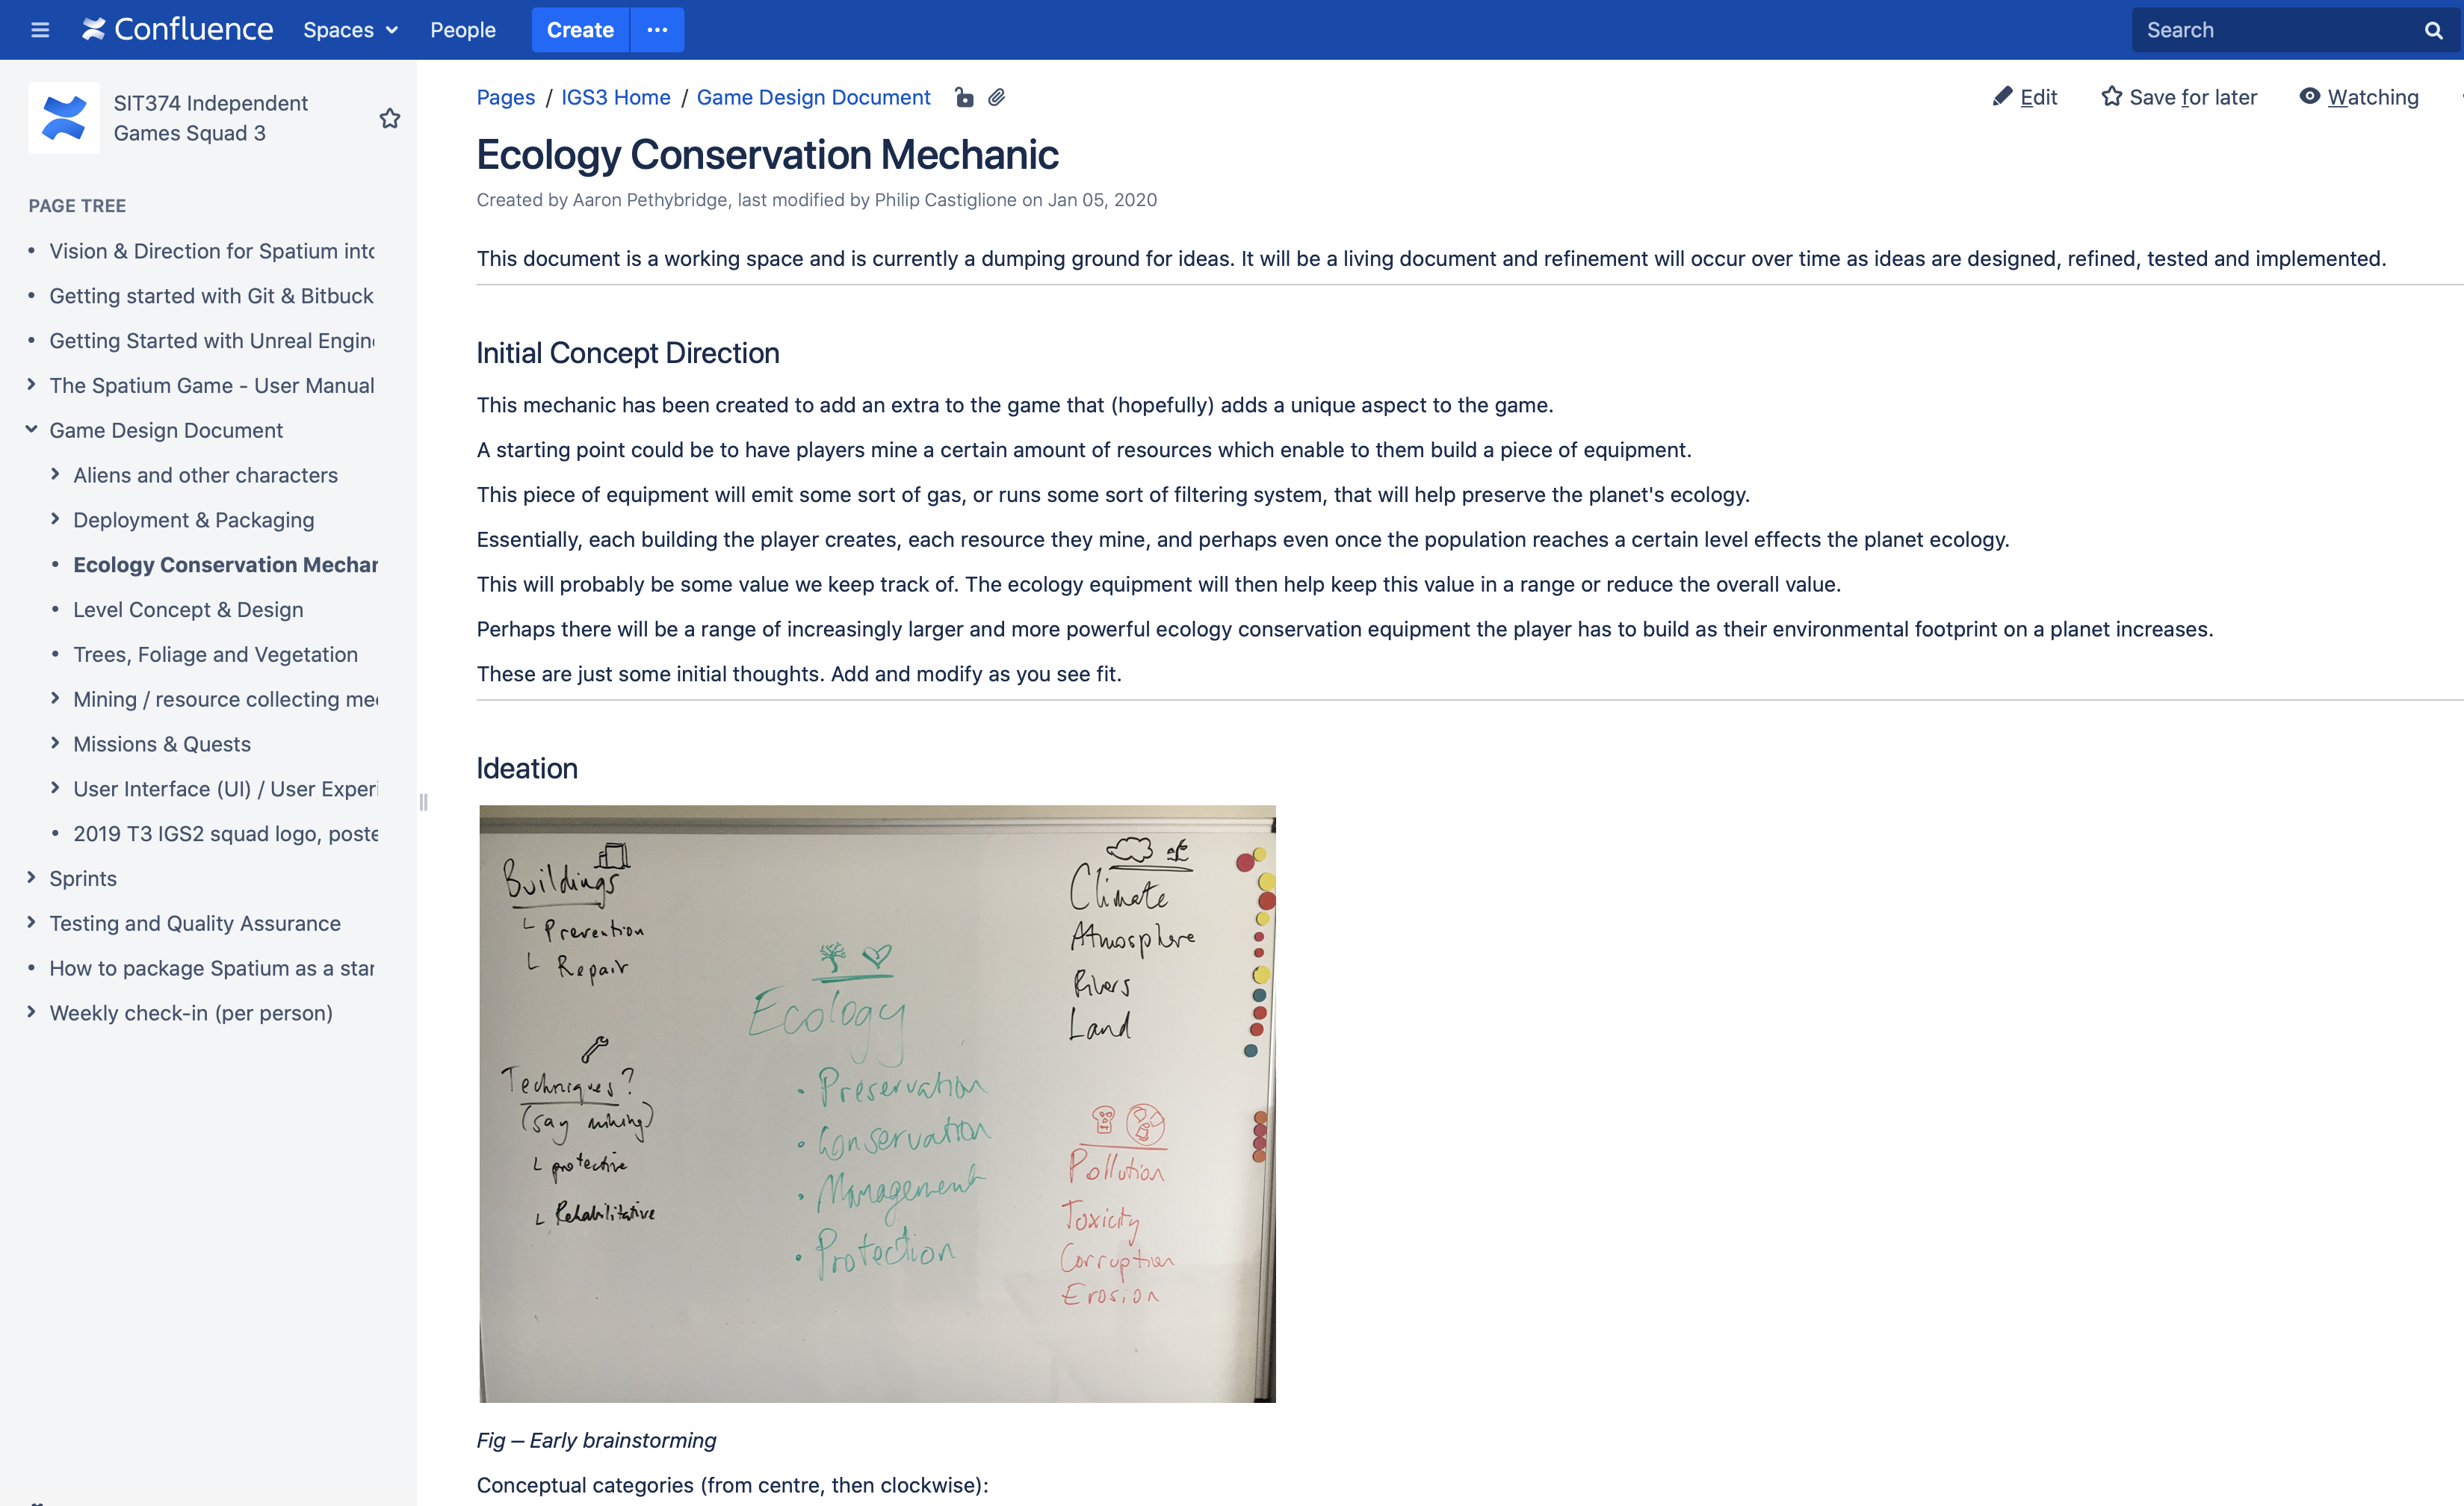 Confluence
Spaces
People
Create
Search
SIT374 Independent
Games Squad 3
PAGE TREE
Vision & Direction for Spatium into
Getting started with Git & Bitbuck
Getting Started with Unreal Engin
The Spatium Game - User Manual
Game Design Document
Aliens and other characters
Deployment & Packaging
Ecology Conservation Mechan
Level Concept & Design
Trees, Foliage and Vegetation
Mining / resource collecting me
Missions & Quests
User Interface (UI) / User Experi
2019 T3 IGS2 squad logo, poste
Sprints
Testing and Quality Assurance
How to package Spatium as a star
Weekly check-in (per person)
Pages / IGS3 Home / Game Design Document
Edit
Save for later
Watching
Ecology Conservation Mechanic
Created by Aaron Pethybridge, last modified by Philip Castiglione on Jan 05, 2020
This document is a working space and is currently a dumping ground for ideas. It will be a living document and refinement will occur over time as ideas are designed, refined, tested and implemented.
Initial Concept Direction
This mechanic has been created to add an extra to the game that (hopefully) adds a unique aspect to the game.
A starting point could be to have players mine a certain amount of resources which enable to them build a piece of equipment.
This piece of equipment will emit some sort of gas, or runs some sort of filtering system, that will help preserve the planet's ecology.
Essentially, each building the player creates, each resource they mine, and perhaps even once the population reaches a certain level effects the planet ecology.
This will probably be some value we keep track of. The ecology equipment will then help keep this value in a range or reduce the overall value.
Perhaps there will be a range of increasingly larger and more powerful ecology conservation equipment the player has to build as their environmental footprint on a planet increases.
These are just some initial thoughts. Add and modify as you see fit.
Ideation
Buildings
Prevention
Repair
Techniques?
(say mining)
protective
Rehabilitative
Ecology
• Preservation
• Conservation
• Management
• Protection
Climate
Atmosphere
Rivers
Land
Pollution
Toxicity
Corruption
Erosion
Fig – Early brainstorming
Conceptual categories (from centre, then clockwise):